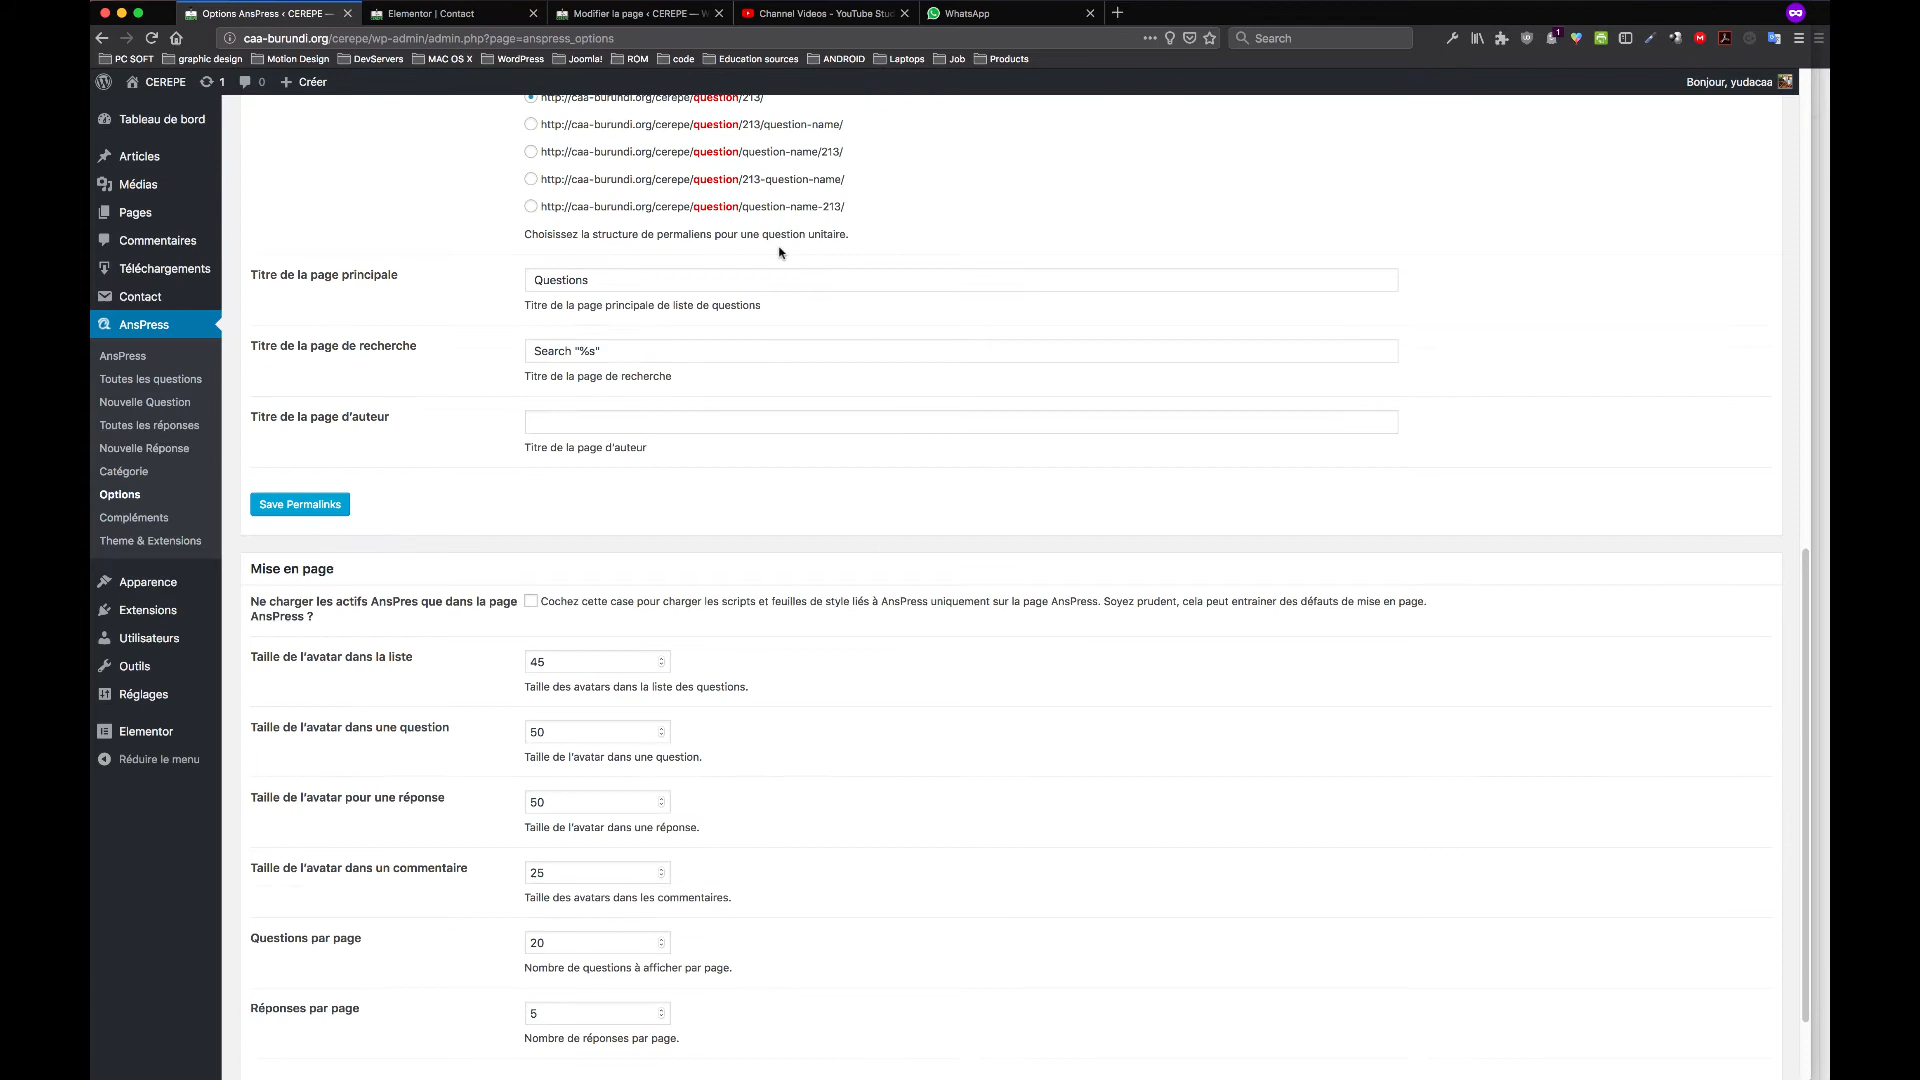 Options AnsPress ‹ CEREPE —
Elementor | Contact
Modifier la page ‹ CEREPE — W
Channel Videos - YouTube Stud
WhatsApp
caa-burundi.org/cerepe/wp-admin/admin.php?page=anspress_options
Search
1
PC SOFT
graphic design
Motion Design
DevServers
MAC OS X
WordPress
Joomla!
ROM
code
Education sources
ANDROID
Laptops
Job
Products
CEREPE
1
0
Créer
Bonjour, yudacaa
Tableau de bord
Articles
Médias
Pages
Commentaires
Téléchargements
Contact
AnsPress
AnsPress
Toutes les questions
Nouvelle Question
Toutes les réponses
Nouvelle Réponse
Catégorie
Options
Compléments
Theme & Extensions
Apparence
Extensions
Utilisateurs
Outils
Réglages
Elementor
Réduire le menu
http://caa-burundi.org/cerepe/question/213/
http://caa-burundi.org/cerepe/question/213/question-name/
http://caa-burundi.org/cerepe/question/question-name/213/
http://caa-burundi.org/cerepe/question/213-question-name/
http://caa-burundi.org/cerepe/question/question-name-213/
Choisissez la structure de permaliens pour une question unitaire.
Titre de la page principale
Questions
Titre de la page principale de liste de questions
Titre de la page de recherche
Search "%s"
Titre de la page de recherche
Titre de la page d'auteur
Titre de la page d'auteur
Save Permalinks
Mise en page
Ne charger les actifs AnsPres que dans la page
AnsPress ?
Cochez cette case pour charger les scripts et feuilles de style liés à AnsPress uniquement sur la page AnsPress. Soyez prudent, cela peut entrainer des défauts de mise en page.
Taille de l'avatar dans la liste
45
Taille des avatars dans la liste des questions.
Taille de l'avatar dans une question
50
Taille de l'avatar dans une question.
Taille de l'avatar pour une réponse
50
Taille de l'avatar dans une réponse.
Taille de l'avatar dans un commentaire
25
Taille des avatars dans les commentaires.
Questions par page
20
Nombre de questions à afficher par page.
Réponses par page
5
Nombre de réponses par page.